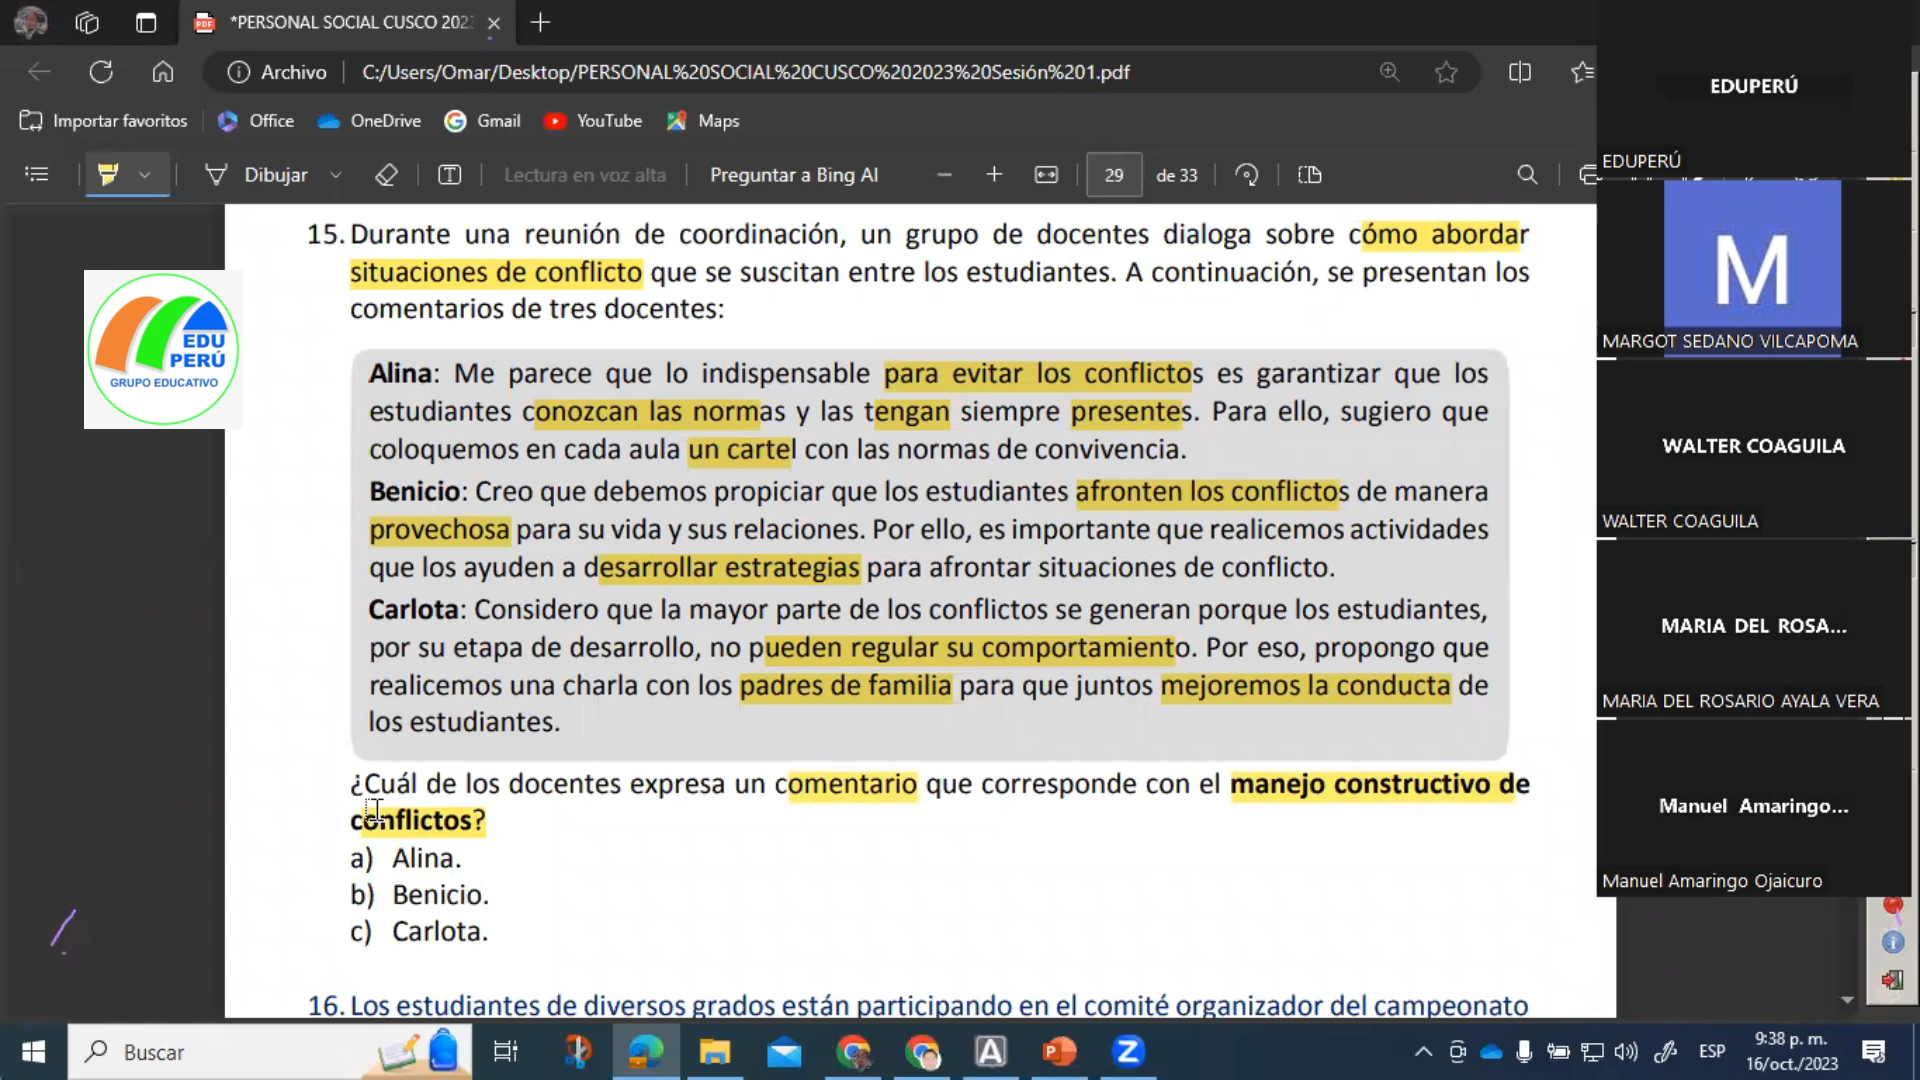 *PERSONAL SOCIAL CUSCO 202
Archivo
C:/Users/Omar/Desktop/PERSONAL%20SOCIAL%20CUSCO%202023%20Sesión%201.pdf
Importar favoritos
Office
OneDrive
Gmail
YouTube
Maps
Dibujar
Lectura en voz alta
Preguntar a Bing AI
29
de 33
EDU
PERÚ
GRUPO EDUCATIVO
15. Durante una reunión de coordinación, un grupo de docentes dialoga sobre cómo abordar
situaciones de conflicto que se suscitan entre los estudiantes. A continuación, se presentan los
comentarios de tres docentes:
Alina: Me parece que lo indispensable para evitar los conflictos es garantizar que los
estudiantes conozcan las normas y las tengan siempre presentes. Para ello, sugiero que
coloquemos en cada aula un cartel con las normas de convivencia.
Benicio: Creo que debemos propiciar que los estudiantes afronten los conflictos de manera
provechosa para su vida y sus relaciones. Por ello, es importante que realicemos actividades
que los ayuden a desarrollar estrategias para afrontar situaciones de conflicto.
Carlota: Considero que la mayor parte de los conflictos se generan porque los estudiantes,
por su etapa de desarrollo, no pueden regular su comportamiento. Por eso, propongo que
realicemos una charla con los padres de familia para que juntos mejoremos la conducta de
los estudiantes.
¿Cuál de los docentes expresa un comentario que corresponde con el manejo constructivo de
conflictos?
a) Alina.
b) Benicio.
c) Carlota.
16. Los estudiantes de diversos grados están participando en el comité organizador del campeonato
EDUPERÚ
EDUPERÚ
M
MARGOT SEDANO VILCAPOMA
WALTER COAGUILA
WALTER COAGUILA
MARIA DEL ROSA...
MARIA DEL ROSARIO AYALA VERA
Manuel Amaringo...
Manuel Amaringo Ojaicuro
Buscar
ESP
9:38 p. m.
16/oct./2023